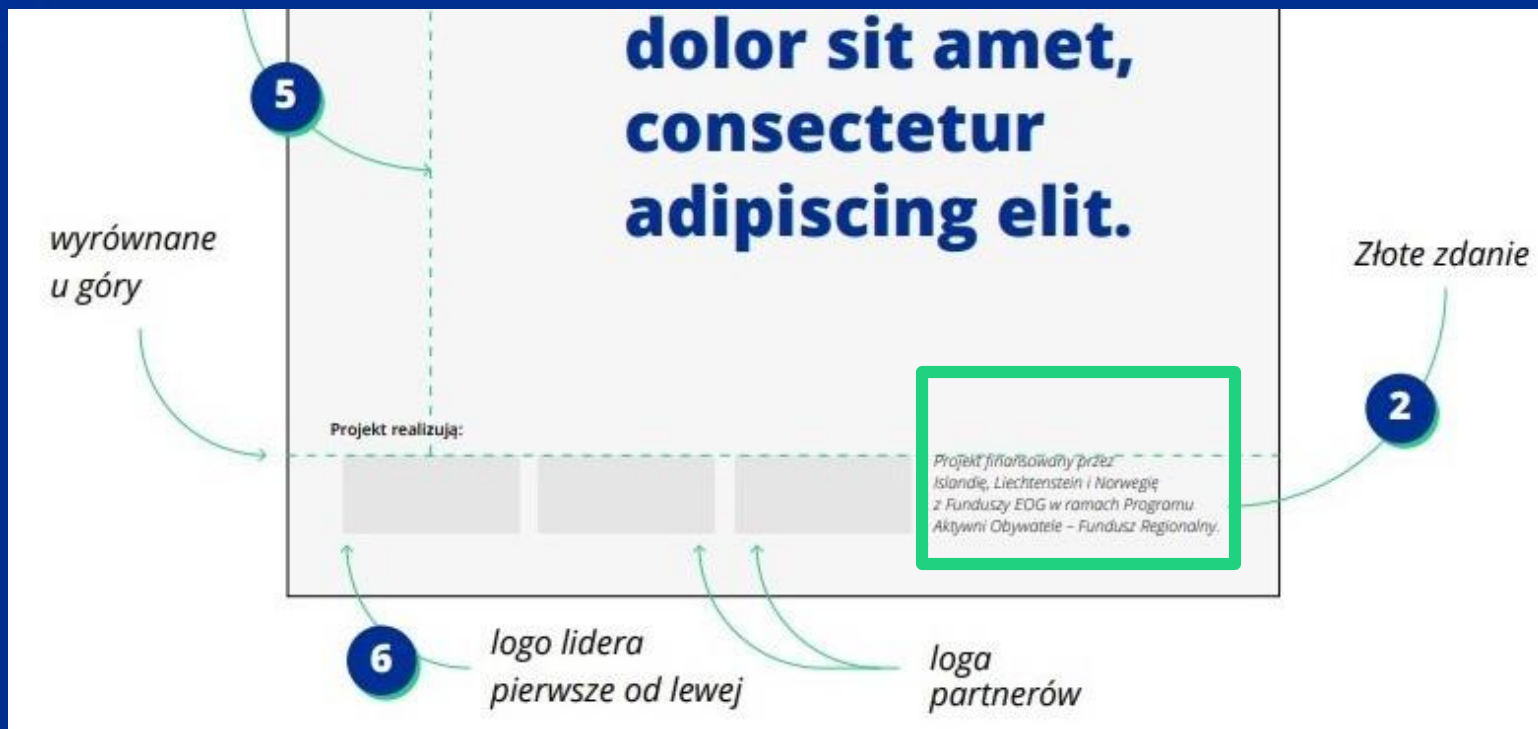 dolor sit amet,
consectetur
adipiscing elit.
5
wyrównane
u góry
Złote zdanie
2
Projekt realizują:
Projekt finansowany przez
Islandię, Liechtenstein i Norwegię
z Funduszy EOG w ramach Programu
Aktywni Obywatele – Fundusz Regionalny.
6
logo lidera
pierwsze od lewej
loga
partnerów